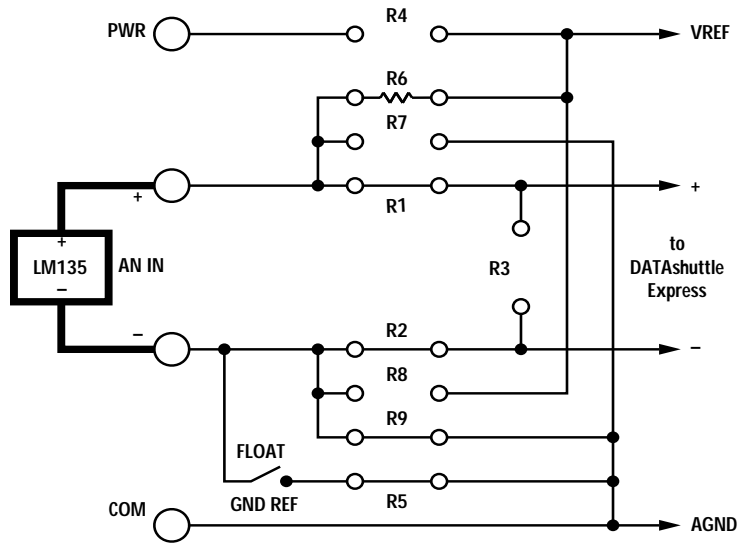 PWR
R4
VREF
R6
R7
+
R1
+
+
LM135
–
AN IN
R3
to
DATAshuttle
Express
–
R2
–
R8
R9
FLOAT
GND REF
R5
COM
AGND